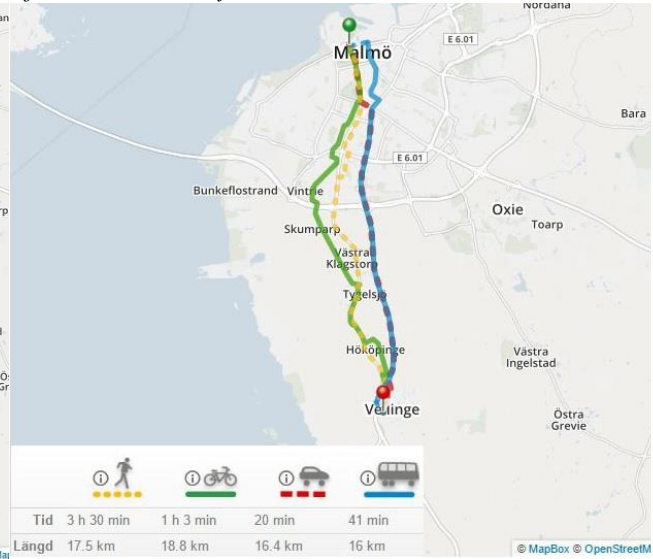 Nordana
E 6.01
Malmö
Bara
E 6.01
Bunkeflostrand
Vintrie
Oxie
Toarp
Skumparp
Västra
Klagstorp
Tygelsjö
Hököpinge
Västra
Ingelstad
Vellinge
Östra
Grevie
Tid 3 h 30 min 1 h 3 min 20 min 41 min
Längd 17.5 km 18.8 km 16.4 km 16 km
© MapBox © OpenStreetM